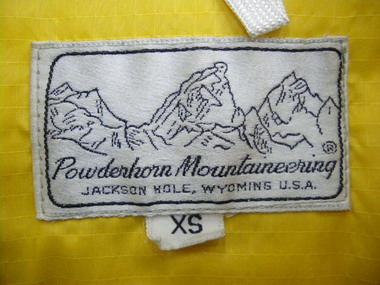 ®
Powderhorn Mountaineering
JACKSON HOLE, WYOMING U.S.A.
XS